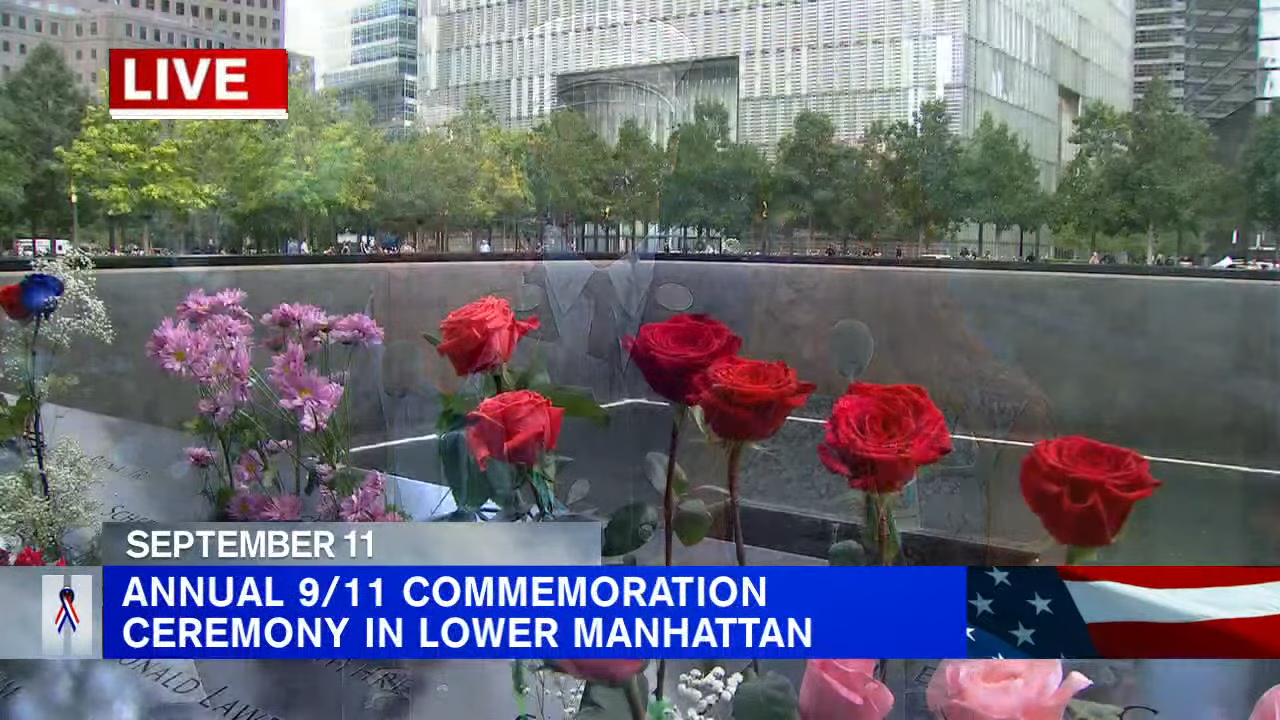 LIVE
SEPTEMBER 11
ANNUAL 9/11 COMMEMORATION
CEREMONY IN LOWER MANHATTAN